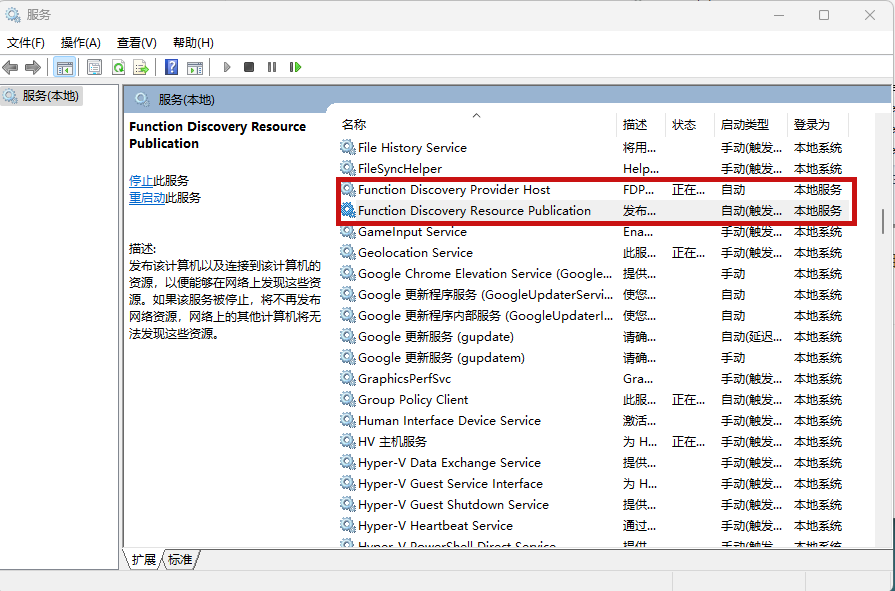 服务
文件(F) 操作(A) 查看(V) 帮助(H)
服务(本地)
服务(本地)
Function Discovery Resource
Publication
停止此服务
重启动此服务
描述:
发布该计算机以及连接到该计算机的
资源，以便能够在网络上发现这些资
源。如果该服务被停止，将不再发布
网络资源，网络上的其他计算机将无
法发现这些资源。
名称 描述 状态 启动类型 登录为
File History Service 将用... 手动(触发... 本地系统
FileSyncHelper Help... 手动(触发... 本地系统
Function Discovery Provider Host FDP... 正在... 自动 本地服务
Function Discovery Resource Publication 发布... 自动(触发... 本地服务
GameInput Service Ena... 手动(触发... 本地系统
Geolocation Service 此服... 正在... 手动(触发... 本地系统
Google Chrome Elevation Service (Google... 提供... 手动 本地系统
Google 更新程序服务 (GoogleUpdaterServi... 使您... 自动 本地系统
Google 更新程序内部服务 (GoogleUpdaterI... 使您... 自动 本地系统
Google 更新服务 (gupdate) 请确... 自动(延迟... 本地系统
Google 更新服务 (gupdatem) 请确... 手动 本地系统
GraphicsPerfSvc Gra... 手动(触发... 本地系统
Group Policy Client 此服... 正在... 自动(触发... 本地系统
Human Interface Device Service 激活... 手动(触发... 本地系统
HV 主机服务 为 H... 正在... 手动(触发... 本地系统
Hyper-V Data Exchange Service 提供... 手动(触发... 本地系统
Hyper-V Guest Service Interface 为 H... 手动(触发... 本地系统
Hyper-V Guest Shutdown Service 提供... 手动(触发... 本地系统
Hyper-V Heartbeat Service 通过... 手动(触发... 本地系统
Hyper-V PowerShell Direct Service 提供... 手动(触发... 本地系统
扩展 标准